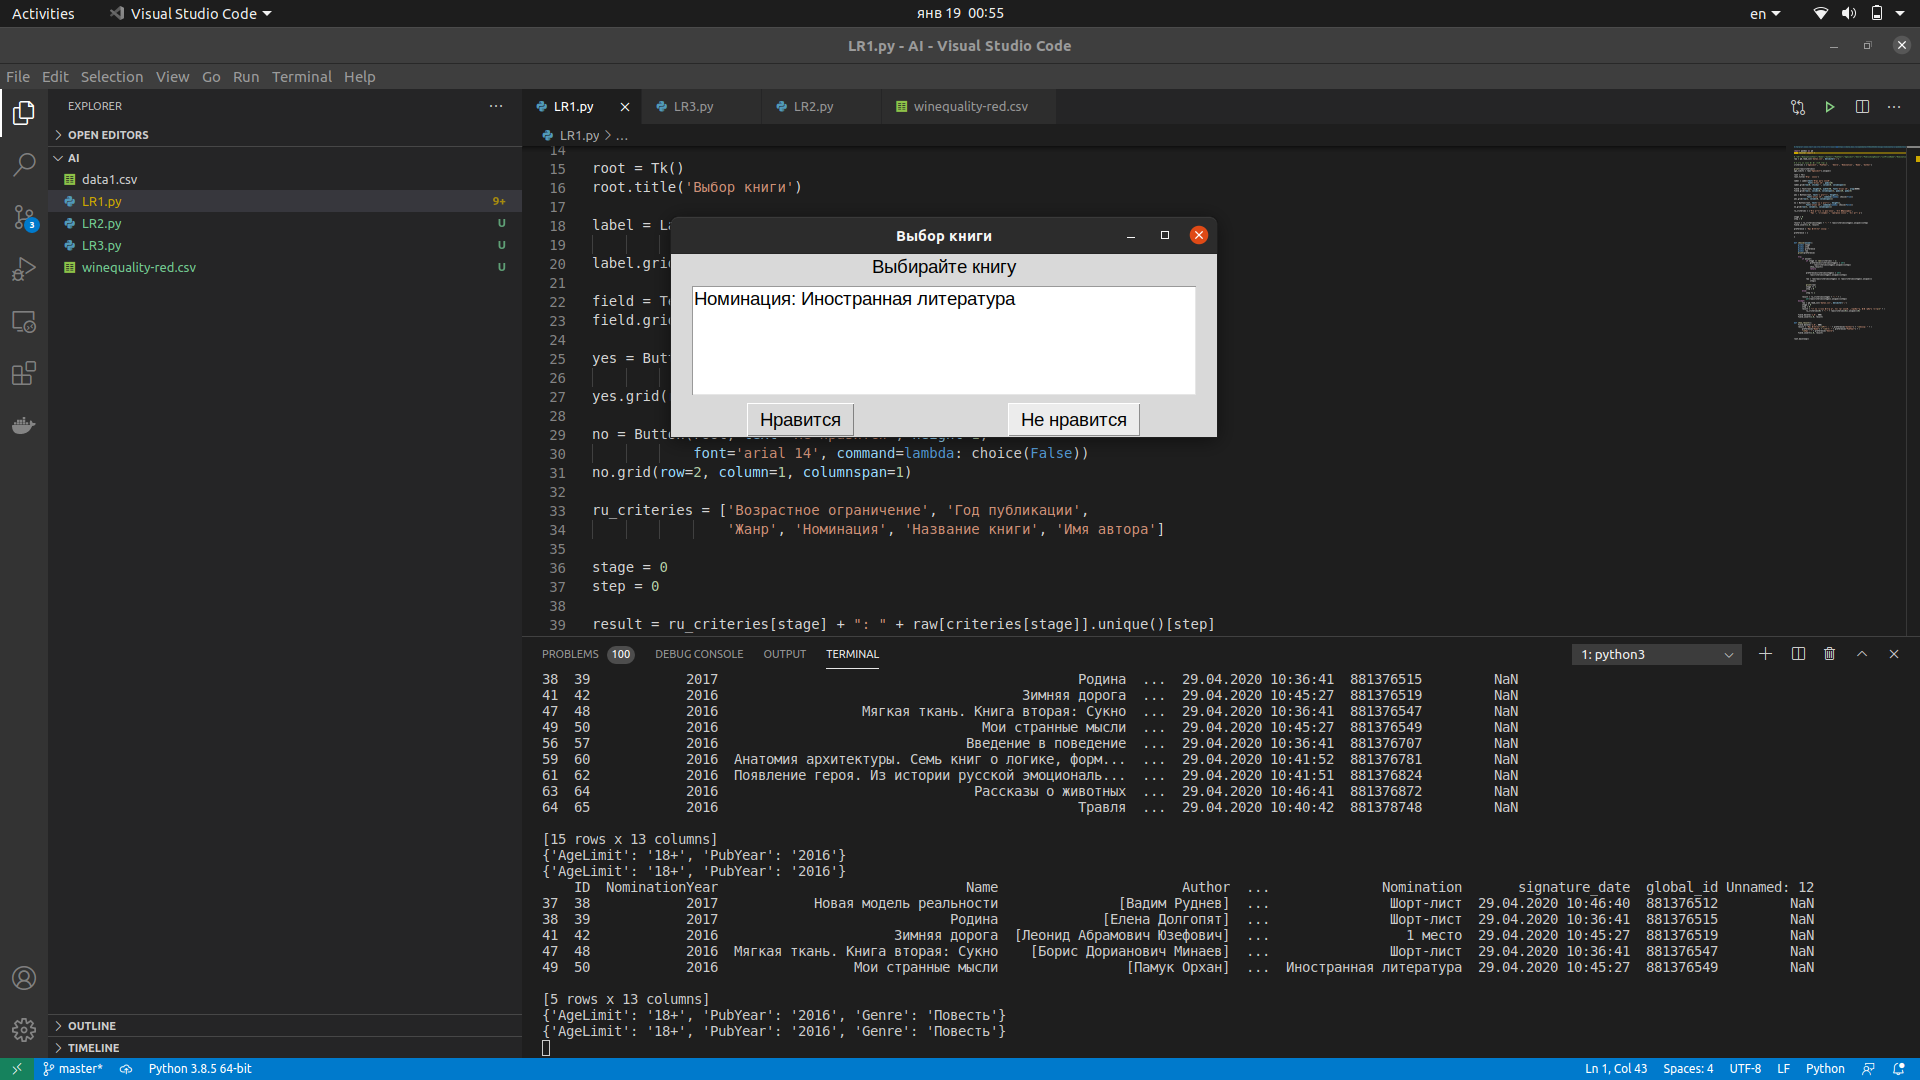 Activities Visual Studio Code янв 19 00:55 en
LR1.py - AI - Visual Studio Code
File Edit Selection View Go Run Terminal Help
EXPLORER
OPEN EDITORS
AI
data1.csv
LR1.py 9+
LR2.py U
LR3.py U
winequality-red.csv U
3
OUTLINE
TIMELINE
LR1.py LR3.py LR2.py winequality-red.csv
LR1.py > ...
14
15 root = Tk()
16 root.title('Выбор книги')
17
18 label = La
19
20 label.grid
21
22 field = Te
23 field.grid
24
25 yes = Butt
26
27 yes.grid(
28
29 no = Button(
30 font='arial 14', command=lambda: choice(False))
31 no.grid(row=2, column=1, columnspan=1)
32
33 ru_criteries = ['Возрастное ограничение', 'Год публикации',
34 'Жанр', 'Номинация', 'Название книги', 'Имя автора']
35
36 stage = 0
37 step = 0
38
39 result = ru_criteries[stage] + ": " + raw[criteries[stage]].unique()[step]
Выбор книги
Выбирайте книгу
Номинация: Иностранная литература
Нравится Не нравится
PROBLEMS 100 DEBUG CONSOLE OUTPUT TERMINAL 1: python3
38 39 2017 Родина ... 29.04.2020 10:36:41 881376515 NaN
41 42 2016 Зимняя дорога ... 29.04.2020 10:45:27 881376519 NaN
47 48 2016 Мягкая ткань. Книга вторая: Сукно ... 29.04.2020 10:36:41 881376547 NaN
49 50 2016 Мои странные мысли ... 29.04.2020 10:45:27 881376549 NaN
56 57 2016 Введение в поведение ... 29.04.2020 10:36:41 881376707 NaN
59 60 2016 Анатомия архитектуры. Семь книг о логике, форм... ... 29.04.2020 10:41:52 881376781 NaN
61 62 2016 Появление героя. Из истории русской эмоциональ... ... 29.04.2020 10:41:51 881376824 NaN
63 64 2016 Рассказы о животных ... 29.04.2020 10:46:41 881376872 NaN
64 65 2016 Травля ... 29.04.2020 10:40:42 881378748 NaN
[15 rows x 13 columns]
{'AgeLimit': '18+', 'PubYear': '2016'}
{'AgeLimit': '18+', 'PubYear': '2016'}
ID NominationYear Name Author ... Nomination signature_date global_id Unnamed: 12
37 38 2017 Новая модель реальности [Вадим Руднев] ... Шорт-лист 29.04.2020 10:46:40 881376512 NaN
38 39 2017 Родина [Елена Долгопят] ... Шорт-лист 29.04.2020 10:36:41 881376515 NaN
41 42 2016 Зимняя дорога [Леонид Абрамович Юзефович] ... 1 место 29.04.2020 10:45:27 881376519 NaN
47 48 2016 Мягкая ткань. Книга вторая: Сукно [Борис Дорианович Минаев] ... Шорт-лист 29.04.2020 10:36:41 881376547 NaN
49 50 2016 Мои странные мысли [Памук Орхан] ... Иностранная литература 29.04.2020 10:45:27 881376549 NaN
[5 rows x 13 columns]
{'AgeLimit': '18+', 'PubYear': '2016', 'Genre': 'Повесть'}
{'AgeLimit': '18+', 'PubYear': '2016', 'Genre': 'Повесть'}
master* Python 3.8.5 64-bit Ln 1, Col 43 Spaces: 4 UTF-8 LF Python